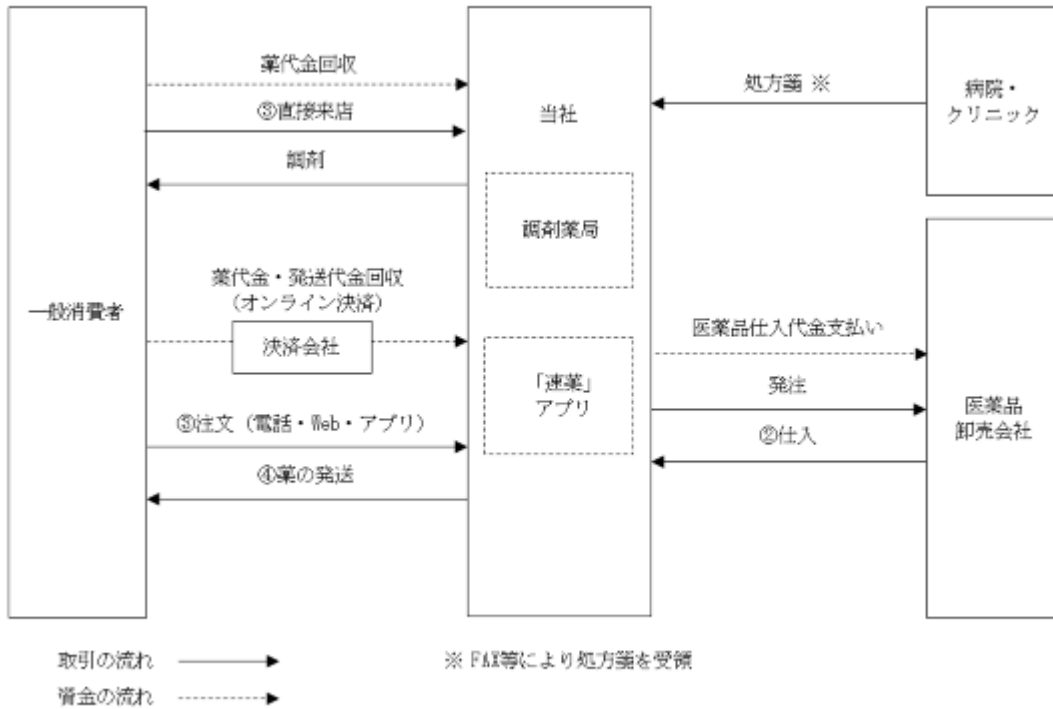 薬代金回収
③直接来店
調剤
一般消費者
薬代金・発送代金回収
(オンライン決済)
決済会社
③注文(電話・Web・アプリ)
④薬の発送
当社
調剤薬局
「速薬」
アプリ
処方箋 ※
病院・
クリニック
医薬品仕入代金支払い
発注
②仕入
医薬品
卸売会社
取引の流れ
資金の流れ
※ FAX等により処方箋を受領